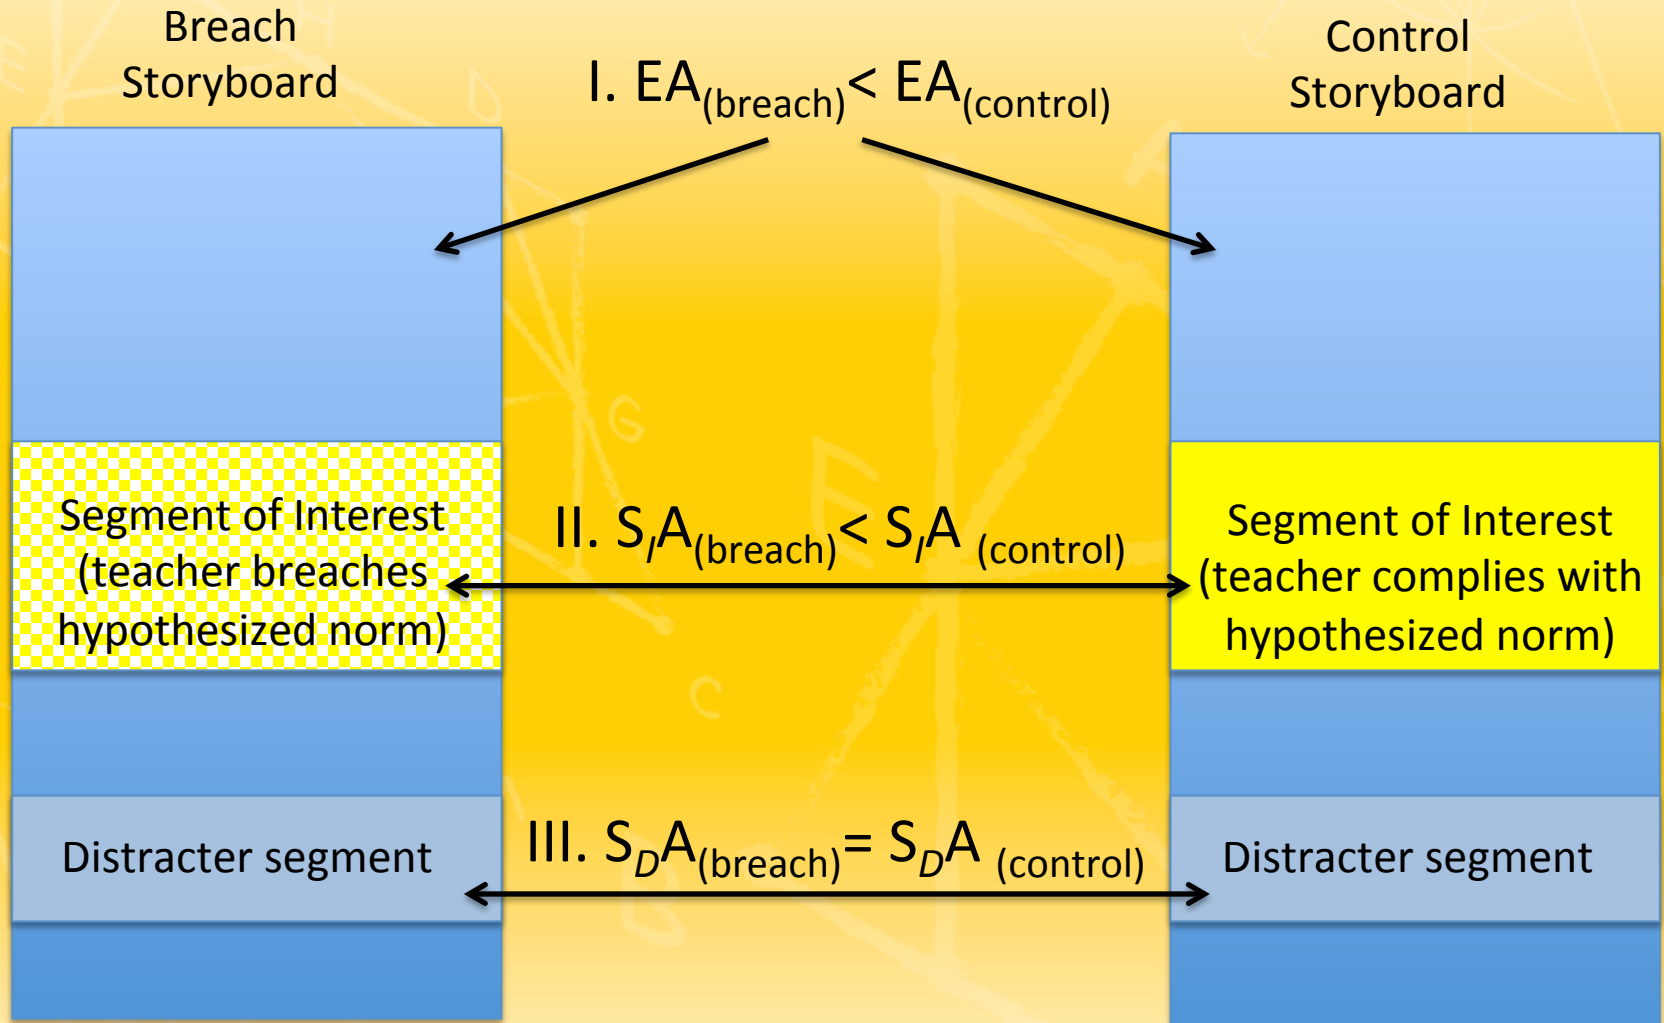 Breach
Storyboard
I. EA(breach)< EA(control)
Control
Storyboard
Segment of Interest
(teacher breaches
hypothesized norm)
II. SIA(breach)< SIA (control)
Segment of Interest
(teacher complies with
hypothesized norm)
Distracter segment
III. SDA(breach)= SDA (control)
Distracter segment
E
H
D
A
G
E
C
D